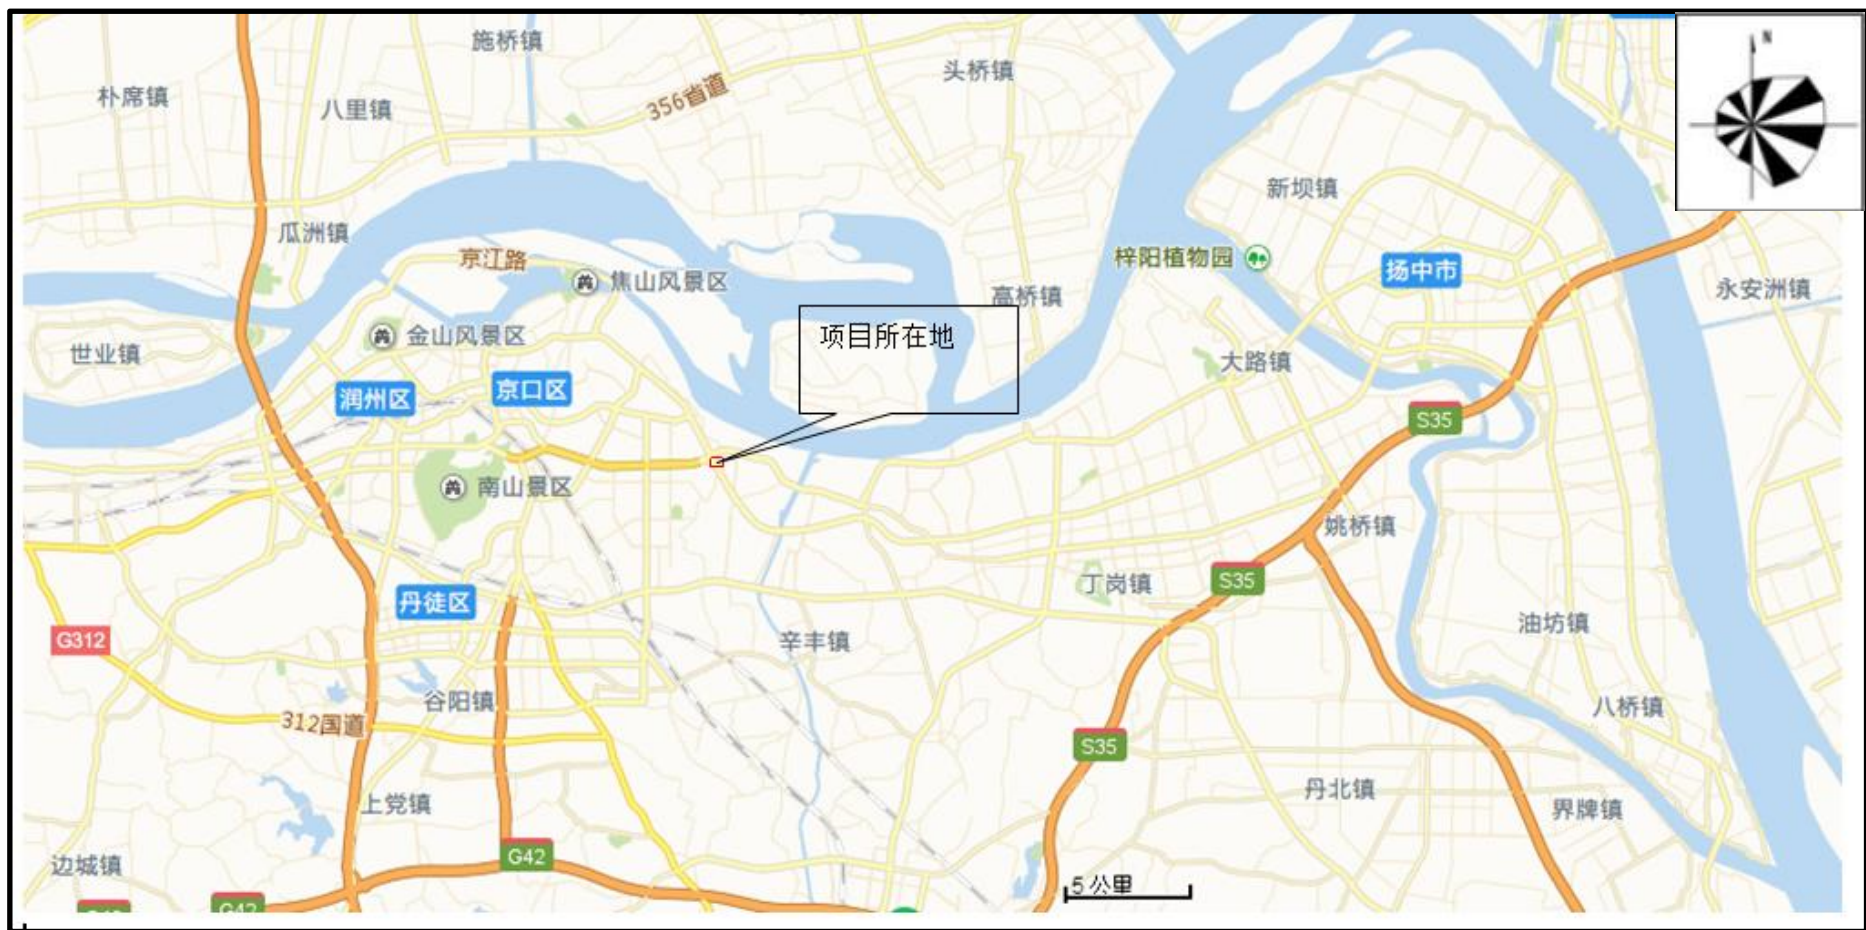 施桥镇
N
头桥镇
356省道
朴席镇
八里镇
新坝镇
瓜洲镇
京江路
梓阳植物园
扬中市
焦山风景区
高桥镇
永安洲镇
金山风景区
项目所在地
世业镇
大路镇
润州区
京口区
S35
南山景区
姚桥镇
丁岗镇
S35
丹徒区
油坊镇
G312
辛丰镇
谷阳镇
八桥镇
312国道
S35
丹北镇
上党镇
界牌镇
G42
边城镇
5公里
G42